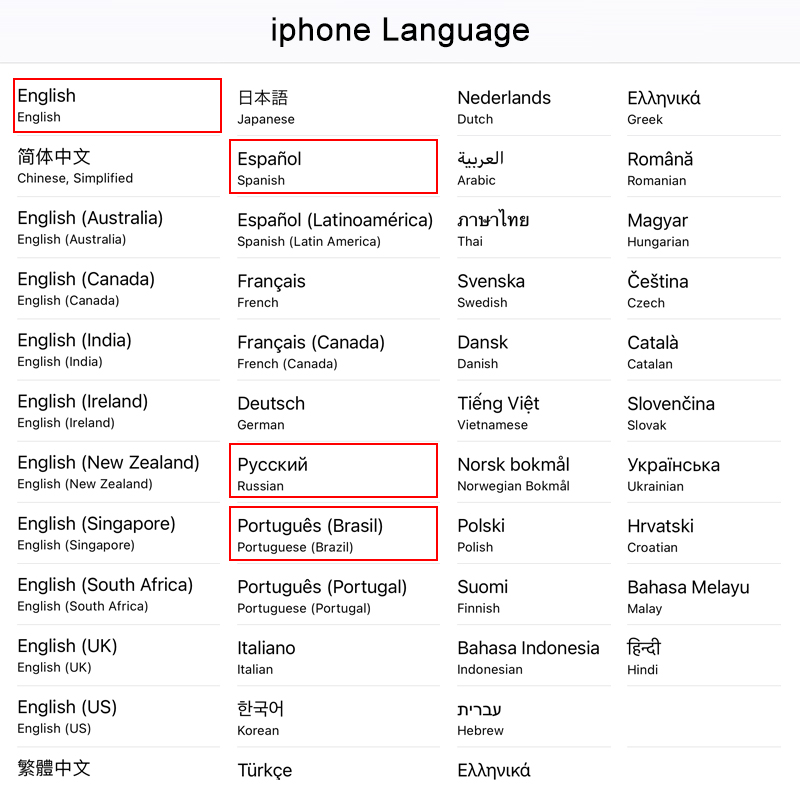 iphone Language
English
English
简体中文
Chinese, Simplified
English (Australia)
English (Australia)
English (Canada)
English (Canada)
English (India)
English (India)
English (Ireland)
English (Ireland)
English (New Zealand)
English (New Zealand)
English (Singapore)
English (Singapore)
English (South Africa)
English (South Africa)
English (UK)
English (UK)
English (US)
English (US)
繁體中文
日本語
Japanese
Español
Spanish
Español (Latinoamérica)
Spanish (Latin America)
Français
French
Français (Canada)
French (Canada)
Deutsch
German
Русский
Russian
Português (Brasil)
Portuguese (Brazil)
Português (Portugal)
Portuguese (Portugal)
Italiano
Italian
한국어
Korean
Türkçe
Nederlands
Dutch
العربية
Arabic
ภาษาไทย
Thai
Svenska
Swedish
Dansk
Danish
Tiếng Việt
Vietnamese
Norsk bokmål
Norwegian Bokmål
Polski
Polish
Suomi
Finnish
Bahasa Indonesia
Indonesian
עברית
Hebrew
Ελληνικά
Ελληνικά
Greek
Română
Romanian
Magyar
Hungarian
Čeština
Czech
Català
Catalan
Slovenčina
Slovak
Українська
Ukrainian
Hrvatski
Croatian
Bahasa Melayu
Malay
हिन्दी
Hindi